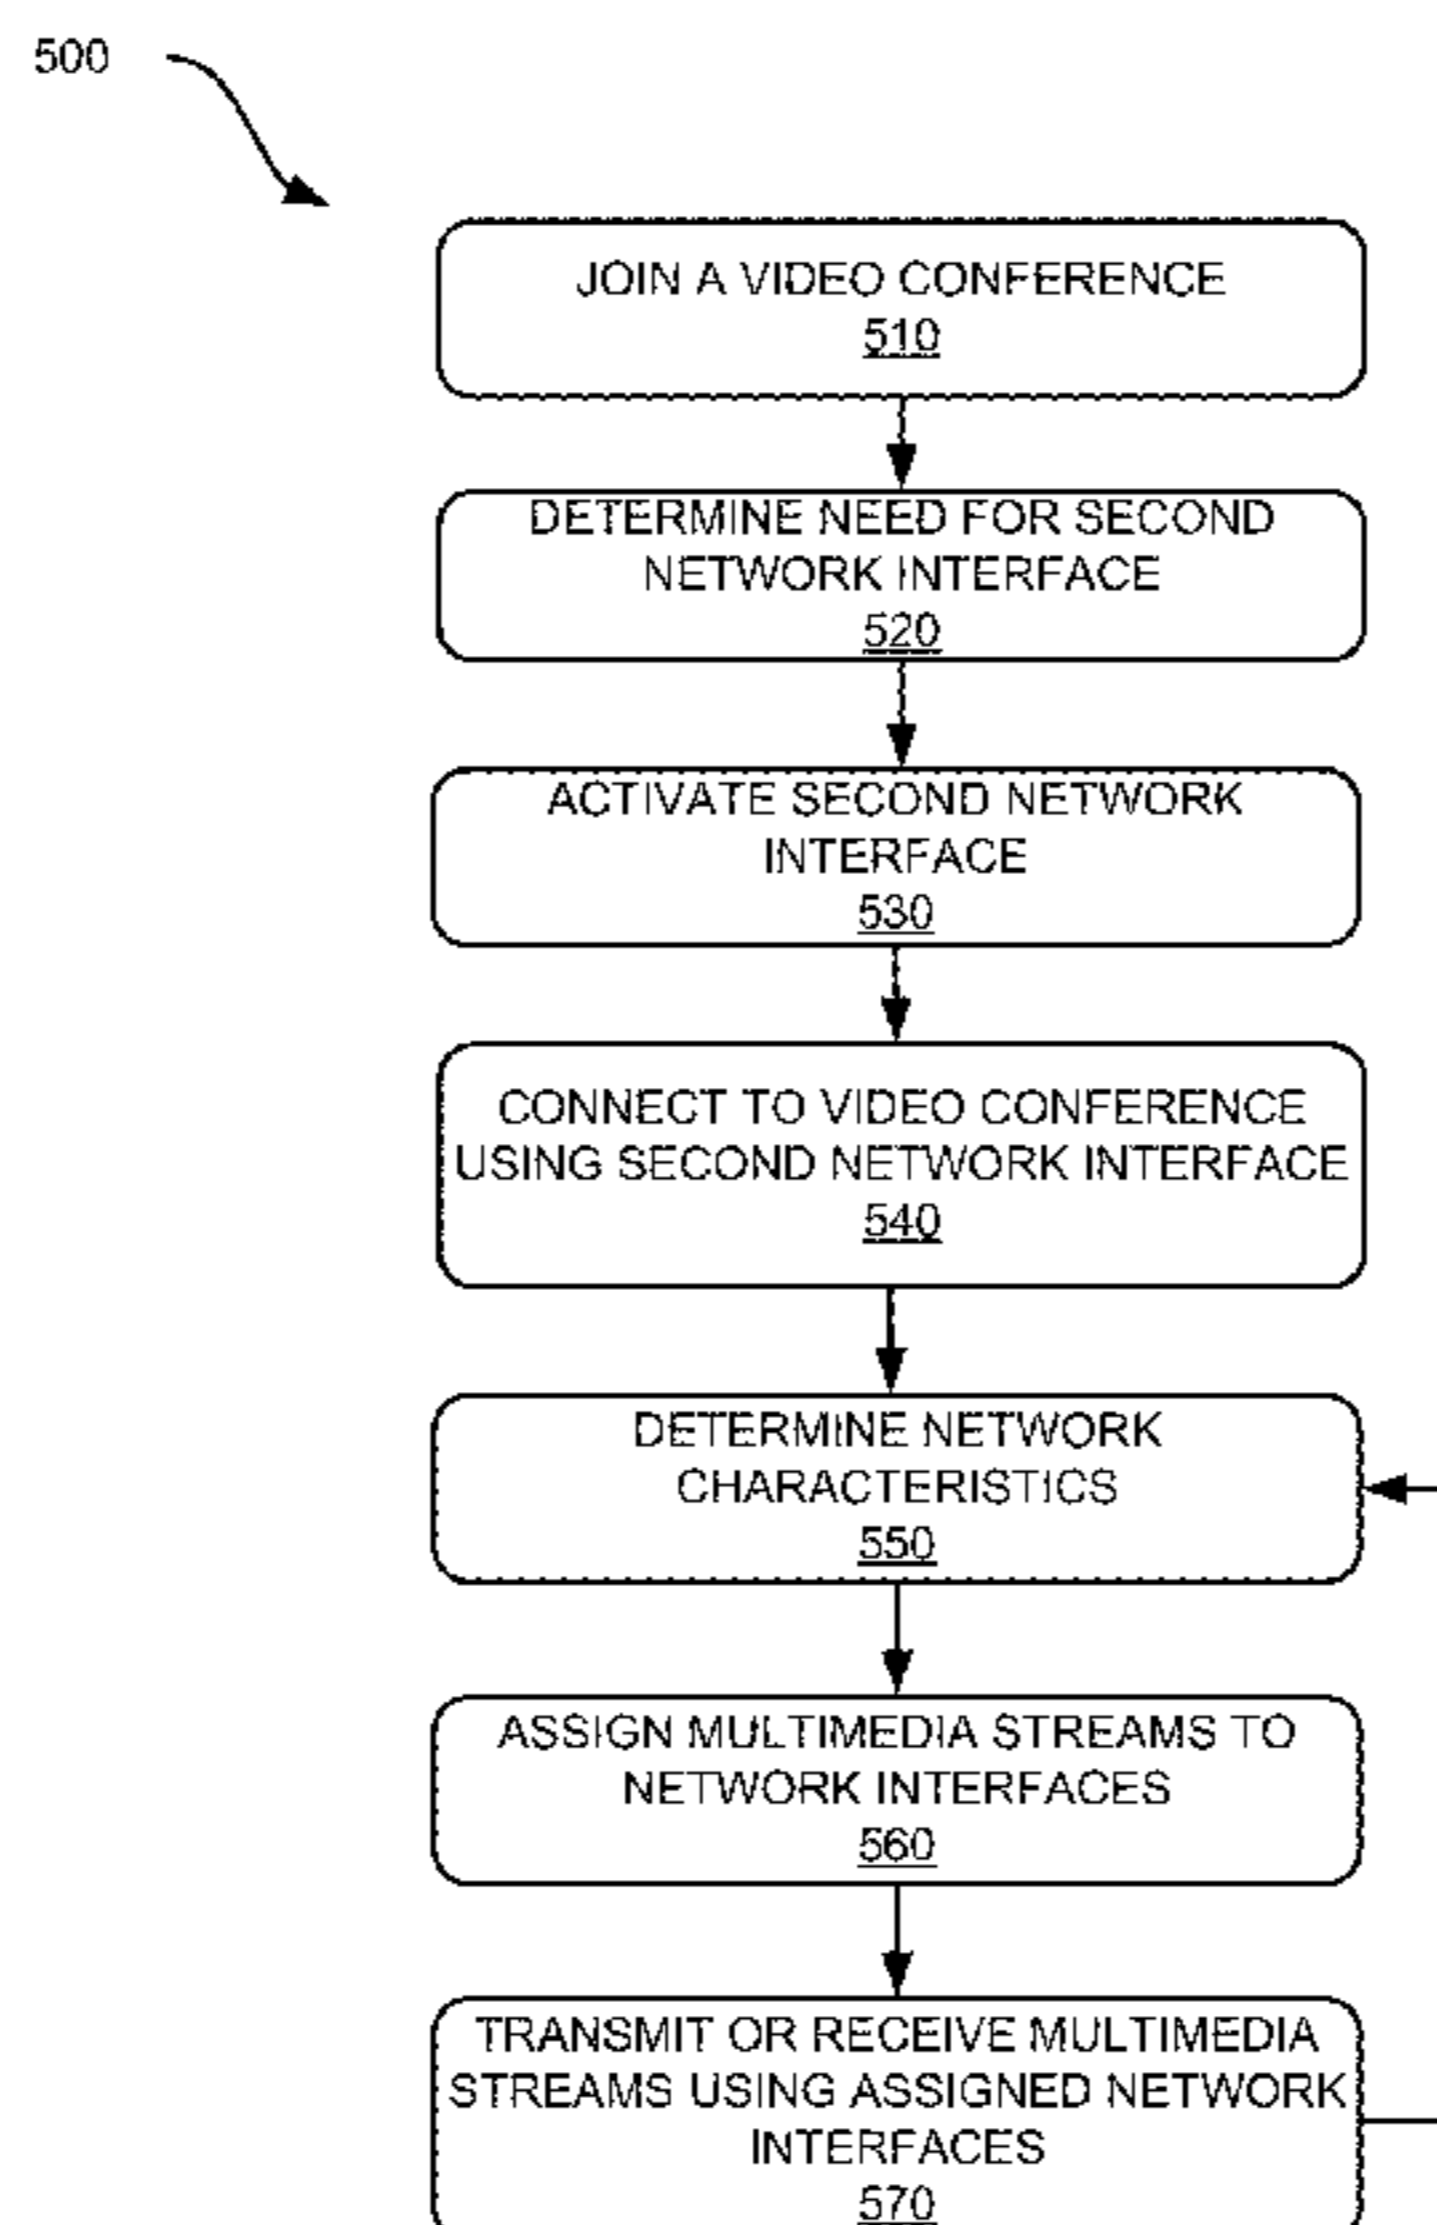 500
JOIN A VIDEO CONFERENCE
510
DETERMINE NEED FOR SECOND
NETWORK INTERFACE
520
ACTIVATE SECOND NETWORK
INTERFACE
530
CONNECT TO VIDEO CONFERENCE
USING SECOND NETWORK INTERFACE
540
DETERMINE NETWORK
CHARACTERISTICS
550
ASSIGN MULTIMEDIA STREAMS TO
NETWORK INTERFACES
560
TRANSMIT OR RECEIVE MULTIMEDIA
STREAMS USING ASSIGNED NETWORK
INTERFACES
570